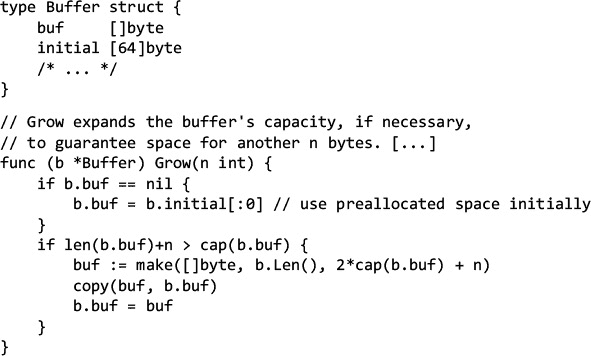 type Buffer struct {
    buf     []byte
    initial [64]byte
    /* ... */
}
// Grow expands the buffer's capacity, if necessary,
// to guarantee space for another n bytes. [...]
func (b *Buffer) Grow(n int) {
    if b.buf == nil {
        b.buf = b.initial[:0] // use preallocated space initially
    }
    if len(b.buf)+n > cap(b.buf) {
        buf := make([]byte, b.Len(), 2*cap(b.buf) + n)
        copy(buf, b.buf)
        b.buf = buf
    }
}